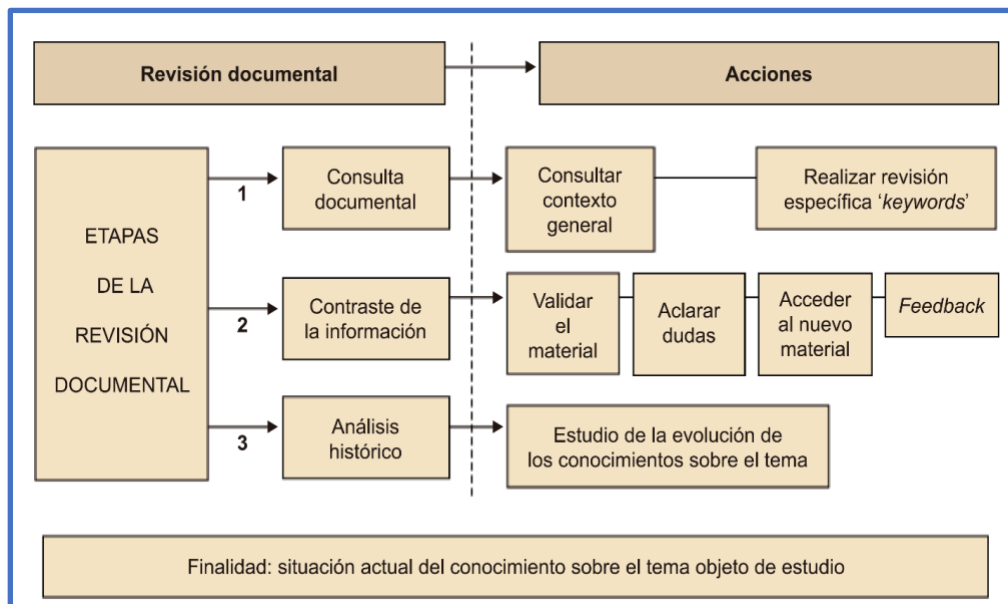 Revisión documental
Acciones
ETAPAS
DE LA
REVISIÓN
DOCUMENTAL
1
Consulta
documental
Consultar
contexto
general
Realizar revisión
específica ‘keywords’
2
Contraste de
la información
Validar
el
material
Aclarar
dudas
Acceder
al nuevo
material
Feedback
3
Análisis
histórico
Estudio de la evolución de
los conocimientos sobre el tema
Finalidad: situación actual del conocimiento sobre el tema objeto de estudio